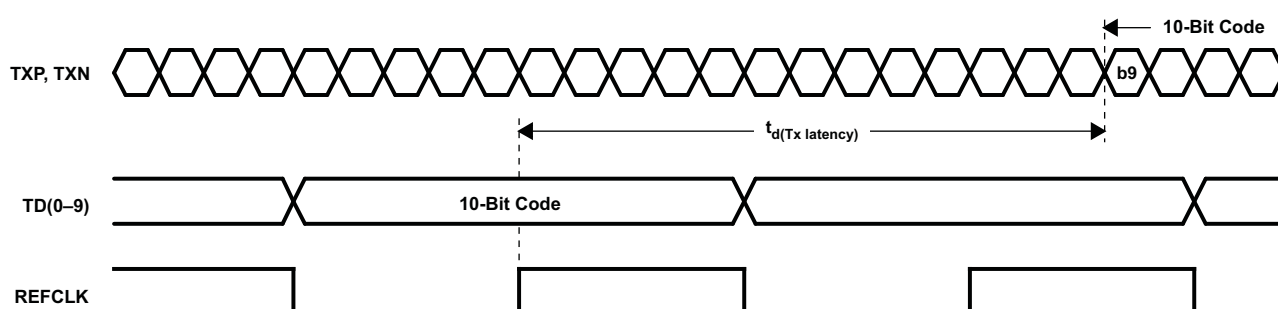 10-Bit Code
TXP, TXN
b9
td(Tx latency)
TD(0–9)
10-Bit Code
REFCLK